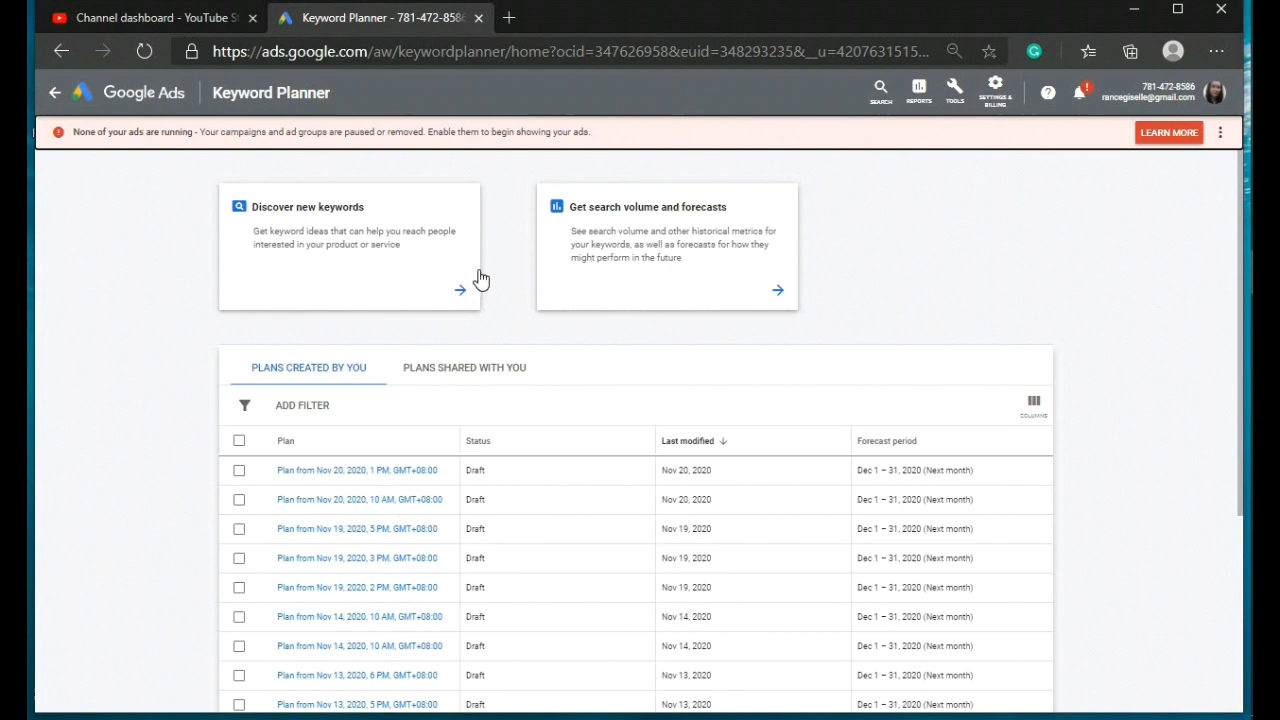 Channel dashboard - YouTube S
Keyword Planner - 781-472-8586
https://ads.google.com/aw/keywordplanner/home?ocid=347626958&euid=348293235&__u=4207631515...
Google Ads
Keyword Planner
SEARCH
REPORTS
TOOLS
SETTINGS & BILLING
781-472-8586
rancegiselle@gmail.com
None of your ads are running - Your campaigns and ad groups are paused or removed. Enable them to begin showing your ads.
LEARN MORE
Discover new keywords
Get keyword ideas that can help you reach people
interested in your product or service
Get search volume and forecasts
See search volume and other historical metrics for
your keywords, as well as forecasts for how they
might perform in the future
PLANS CREATED BY YOU
PLANS SHARED WITH YOU
ADD FILTER
COLUMNS
Plan Status Last modified Forecast period
Plan from Nov 20, 2020, 1 PM, GMT+08:00 Draft Nov 20, 2020 Dec 1 – 31, 2020 (Next month)
Plan from Nov 20, 2020, 10 AM, GMT+08:00 Draft Nov 20, 2020 Dec 1 – 31, 2020 (Next month)
Plan from Nov 19, 2020, 5 PM, GMT+08:00 Draft Nov 19, 2020 Dec 1 – 31, 2020 (Next month)
Plan from Nov 19, 2020, 3 PM, GMT+08:00 Draft Nov 19, 2020 Dec 1 – 31, 2020 (Next month)
Plan from Nov 19, 2020, 2 PM, GMT+08:00 Draft Nov 19, 2020 Dec 1 – 31, 2020 (Next month)
Plan from Nov 14, 2020, 10 AM, GMT+08:00 Draft Nov 14, 2020 Dec 1 – 31, 2020 (Next month)
Plan from Nov 14, 2020, 10 AM, GMT+08:00 Draft Nov 14, 2020 Dec 1 – 31, 2020 (Next month)
Plan from Nov 13, 2020, 6 PM, GMT+08:00 Draft Nov 13, 2020 Dec 1 – 31, 2020 (Next month)
Plan from Nov 13, 2020, 5 PM, GMT+08:00 Draft Nov 13, 2020 Dec 1 – 31, 2020 (Next month)